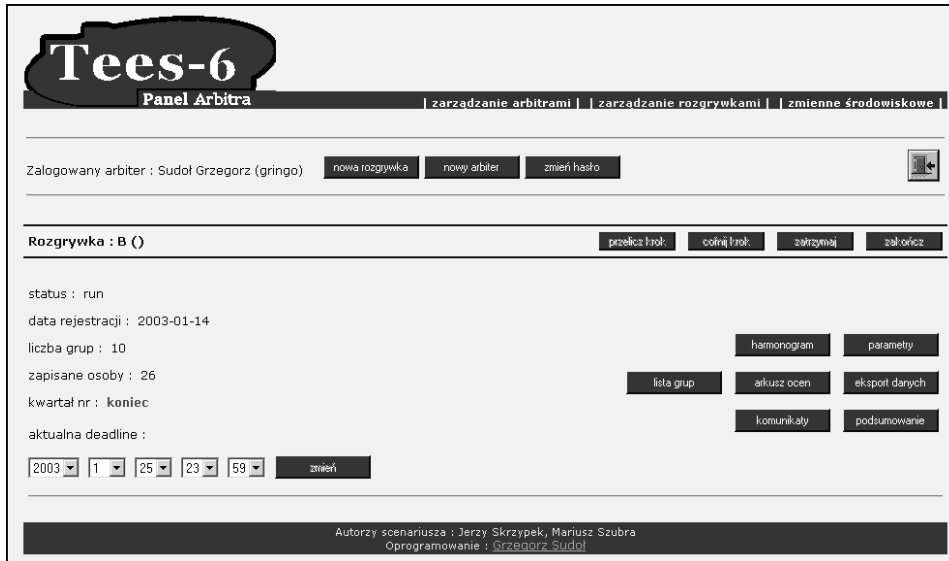 Tees-6
Panel Arbitra
| zarządzanie arbitrami | | zarządzanie rozgrywkami | | zmienne środowiskowe |
Zalogowany arbiter : Sudoł Grzegorz (gringo) nowa rozgrywka nowy arbiter zmień hasło
Rozgrywka : B () przelicz krok cofnij krok zatrzymaj zakończ
status : run
data rejestracji : 2003-01-14
liczba grup : 10 harmonogram parametry
zapisane osoby : 26 lista grup arkusz ocen eksport danych
kwartał nr : koniec
komunikaty podsumowanie
aktualna deadline :
2003 1 25 23 59 zmień
Autorzy scenariusza : Jerzy Skrzypek, Mariusz Szubra
Oprogramowanie : Grzegorz Sudoł